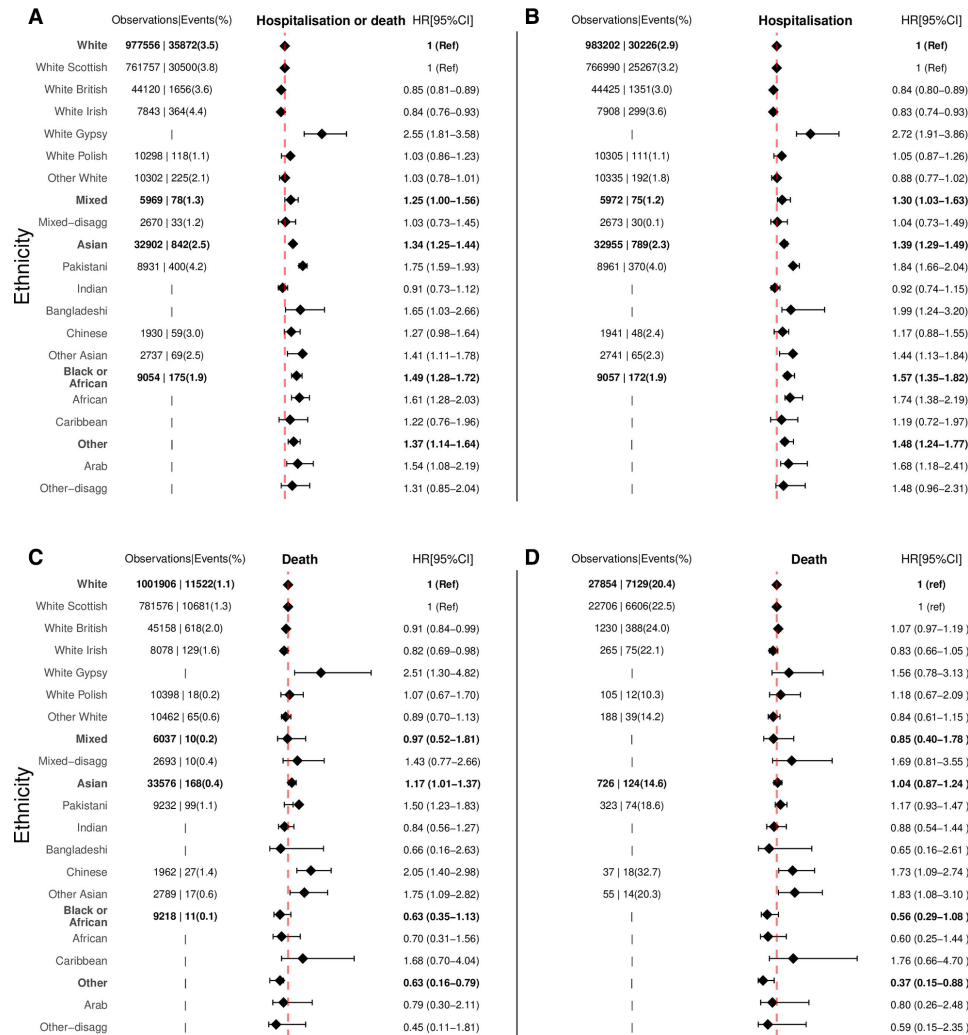 A Observations|Events(%) Hospitalisation or death HR[95%CI]
White 977556 | 35872(3.5) 1 (Ref)
White Scottish 761757 | 30500(3.8) 1 (Ref)
White British 44120 | 1656(3.6) 0.85 (0.81−0.89)
White Irish 7843 | 364(4.4) 0.84 (0.76−0.93)
White Gypsy | 2.55 (1.81−3.58)
White Polish 10298 | 118(1.1) 1.03 (0.86−1.23)
Other White 10302 | 225(2.1) 1.03 (0.78−1.01)
Mixed 5969 | 78(1.3) 1.25 (1.00−1.56)
Mixed−disagg 2670 | 33(1.2) 1.03 (0.73−1.45)
Asian 32902 | 842(2.5) 1.34 (1.25−1.44)
Pakistani 8931 | 400(4.2) 1.75 (1.59−1.93)
Indian | 0.91 (0.73−1.12)
Bangladeshi | 1.65 (1.03−2.66)
Chinese 1930 | 59(3.0) 1.27 (0.98−1.64)
Other Asian 2737 | 69(2.5) 1.41 (1.11−1.78)
Black or
African 9054 | 175(1.9) 1.49 (1.28−1.72)
African | 1.61 (1.28−2.03)
Caribbean | 1.22 (0.76−1.96)
Other | 1.37 (1.14−1.64)
Arab | 1.54 (1.08−2.19)
Other−disagg | 1.31 (0.85−2.04)
Ethnicity
B Observations|Events(%) Hospitalisation HR[95%CI]
983202 | 30226(2.9) 1 (Ref)
766990 | 25267(3.2) 1 (Ref)
44425 | 1351(3.0) 0.84 (0.80−0.89)
7908 | 299(3.6) 0.83 (0.74−0.93)
| 2.72 (1.91−3.86)
10305 | 111(1.1) 1.05 (0.87−1.26)
10335 | 192(1.8) 0.88 (0.77−1.02)
5972 | 75(1.2) 1.30 (1.03−1.63)
2673 | 30(0.1) 1.04 (0.73−1.49)
32955 | 789(2.3) 1.39 (1.29−1.49)
8961 | 370(4.0) 1.84 (1.66−2.04)
| 0.92 (0.74−1.15)
| 1.99 (1.24−3.20)
1941 | 48(2.4) 1.17 (0.88−1.55)
2741 | 65(2.3) 1.44 (1.13−1.84)
9057 | 172(1.9) 1.57 (1.35−1.82)
| 1.74 (1.38−2.19)
| 1.19 (0.72−1.97)
| 1.48 (1.24−1.77)
| 1.68 (1.18−2.41)
| 1.48 (0.96−2.31)
C Observations|Events(%) Death HR[95%CI]
White 1001906 | 11522(1.1) 1 (Ref)
White Scottish 781576 | 10681(1.3) 1 (Ref)
White British 45158 | 618(2.0) 0.91 (0.84−0.99)
White Irish 8078 | 129(1.6) 0.82 (0.69−0.98)
White Gypsy | 2.51 (1.30−4.82)
White Polish 10398 | 18(0.2) 1.07 (0.67−1.70)
Other White 10462 | 65(0.6) 0.89 (0.70−1.13)
Mixed 6037 | 10(0.2) 0.97 (0.52−1.81)
Mixed−disagg 2693 | 10(0.4) 1.43 (0.77−2.66)
Asian 33576 | 168(0.4) 1.17 (1.01−1.37)
Pakistani 9232 | 99(1.1) 1.50 (1.23−1.83)
Indian | 0.84 (0.56−1.27)
Bangladeshi | 0.66 (0.16−2.63)
Chinese 1962 | 27(1.4) 2.05 (1.40−2.98)
Other Asian 2789 | 17(0.6) 1.75 (1.09−2.82)
Black or
African 9218 | 11(0.1) 0.63 (0.35−1.13)
African | 0.70 (0.31−1.56)
Caribbean | 1.68 (0.70−4.04)
Other | 0.63 (0.16−0.79)
Arab | 0.79 (0.30−2.11)
Other−disagg | 0.45 (0.11−1.81)
Ethnicity
D Observations|Events(%) Death HR[95%CI]
27854 | 7129(20.4) 1 (ref)
22706 | 6606(22.5) 1 (ref)
1230 | 388(24.0) 1.07 (0.97−1.19 )
265 | 75(22.1) 0.83 (0.66−1.05 )
| 1.56 (0.78−3.13 )
105 | 12(10.3) 1.18 (0.67−2.09 )
188 | 39(14.2) 0.84 (0.61−1.15 )
| 0.85 (0.40−1.78 )
| 1.69 (0.81−3.55 )
726 | 124(14.6) 1.04 (0.87−1.24 )
323 | 74(18.6) 1.17 (0.93−1.47 )
| 0.88 (0.54−1.44 )
| 0.65 (0.16−2.61 )
37 | 18(32.7) 1.73 (1.09−2.74 )
55 | 14(20.3) 1.83 (1.08−3.10 )
| 0.56 (0.29−1.08 )
| 0.60 (0.25−1.44 )
| 1.76 (0.66−4.70 )
| 0.37 (0.15−0.88 )
| 0.80 (0.26−2.48 )
| 0.59 (0.15−2.35 )